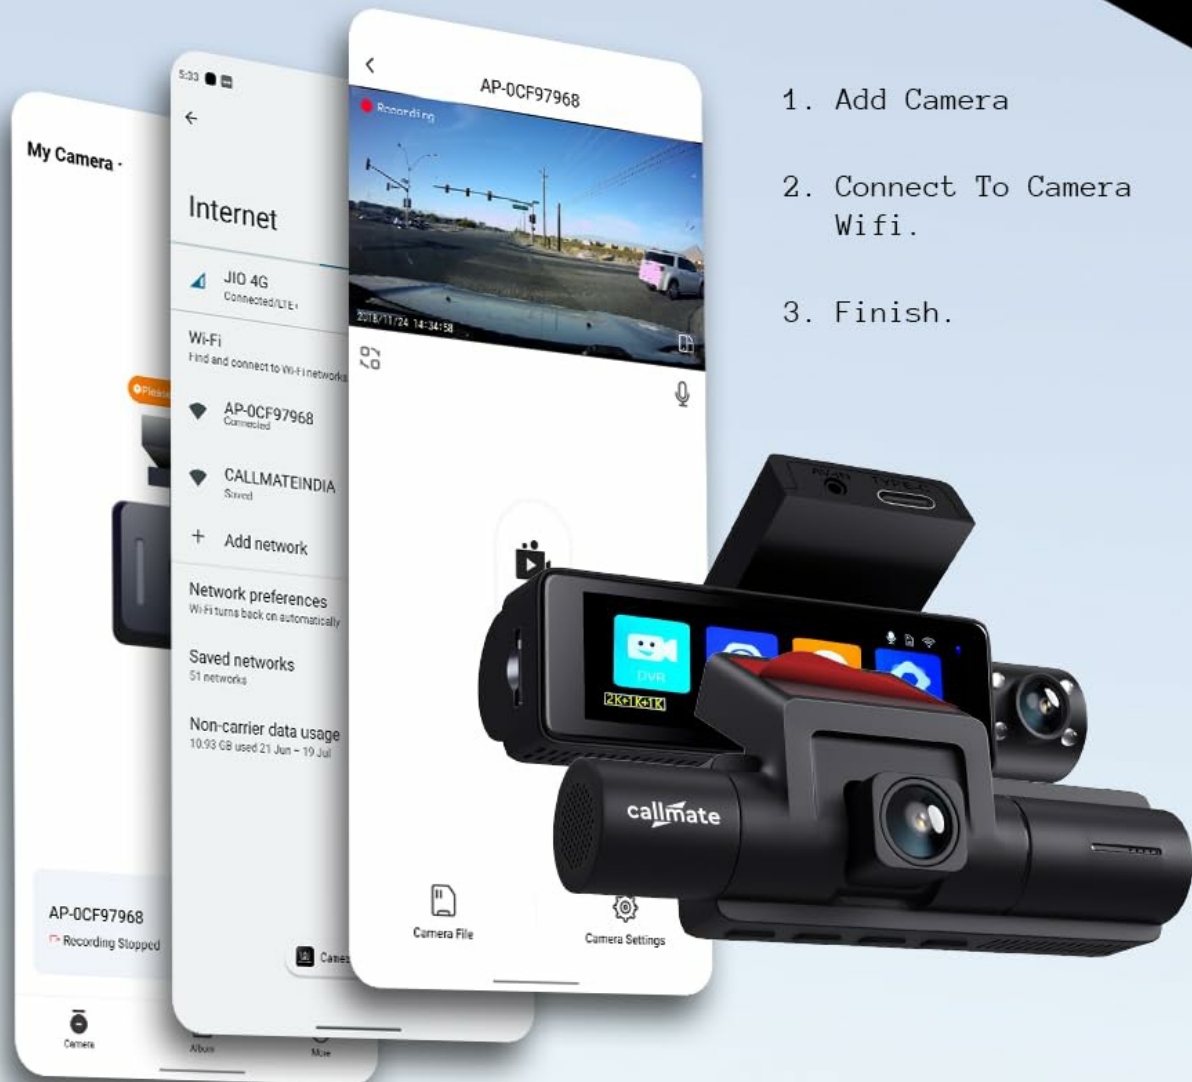 1. Add Camera
2. Connect To Camera
Wifi.
3. Finish.
My Camera
AP-0CF97968
Recording Stopped
Camera
Album
More
5:33
Internet
JIO 4G
Connected/LTE+
Wi-Fi
Find and connect to Wi-Fi networks
AP-0CF97968
Connected
CALLMATEINDIA
Saved
+ Add network
Network preferences
Wi-Fi turns back on automatically
Saved networks
51 networks
Non-carrier data usage
10.93 GB used 21 Jun – 19 Jul
AP-0CF97968
Recording
2018/11/24 14:34:58
Camera File
Camera Settings
AV-IN TYPE-C
DVR
2K+1K+1K
callmate